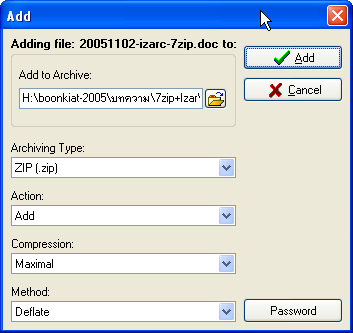 Add
Adding file: 20051102-izarc-7zip.doc to:
Add to Archive:
H:\boonkiat-2005\บทความ\7zip+Izar\
Add
Cancel
Archiving Type:
ZIP (.zip)
Action:
Add
Compression:
Maximal
Method:
Deflate
Password